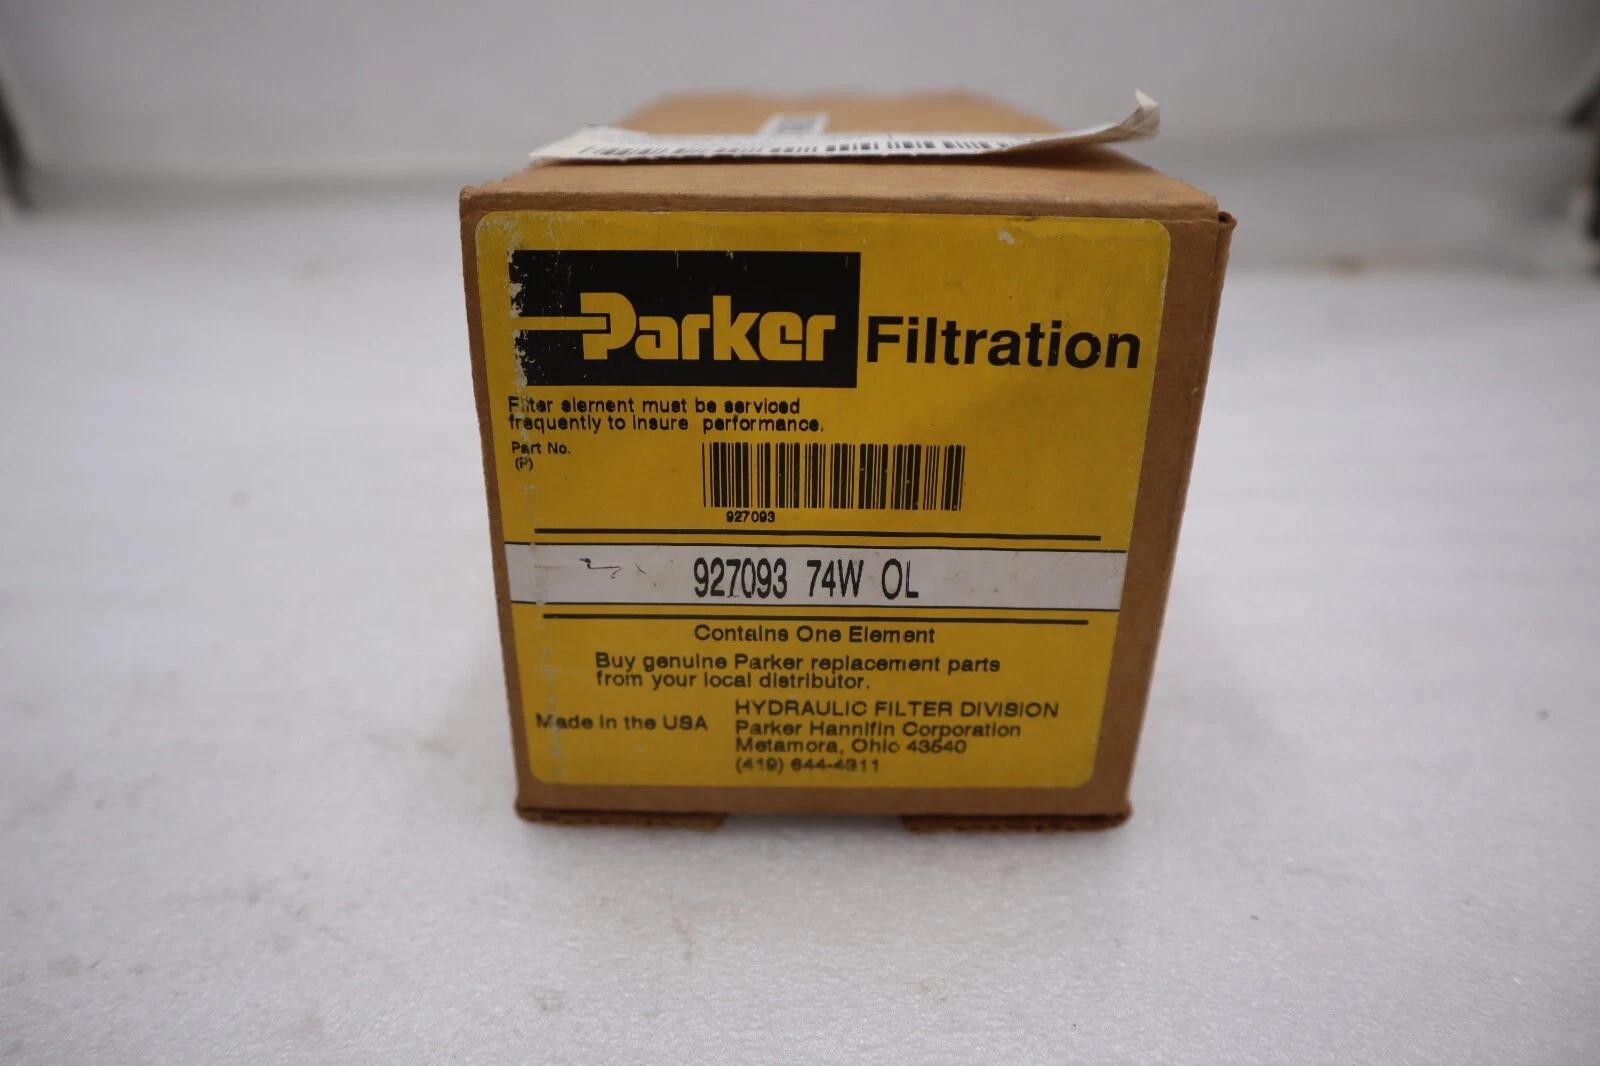 Parker Filtration
Filter element must be serviced
frequently to insure performance.
Part No.
(P)
927093
927093 74W OL
Contains One Element
Buy genuine Parker replacement parts
from your local distributor.
Made in the USA
HYDRAULIC FILTER DIVISION
Parker Hannifin Corporation
Metamora, Ohio 43540
(419) 644-4311